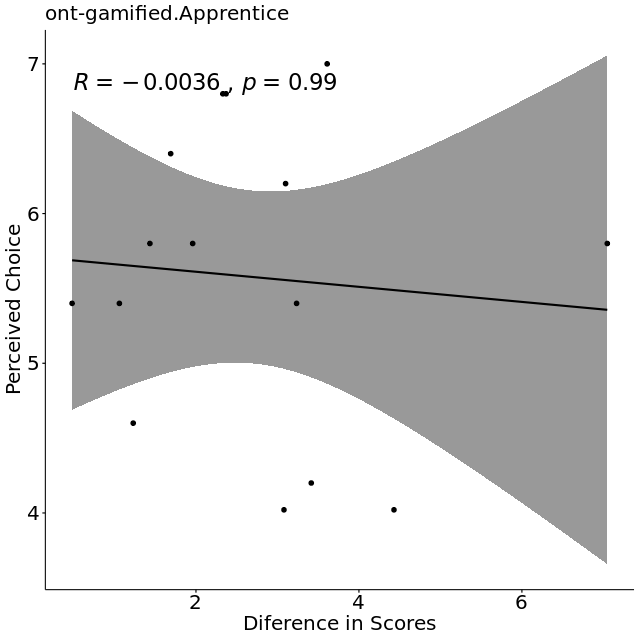 ont-gamified.Apprentice
R = −0.0036, p = 0.99
7
6
5
4
Perceived Choice
2 4 6
Diference in Scores